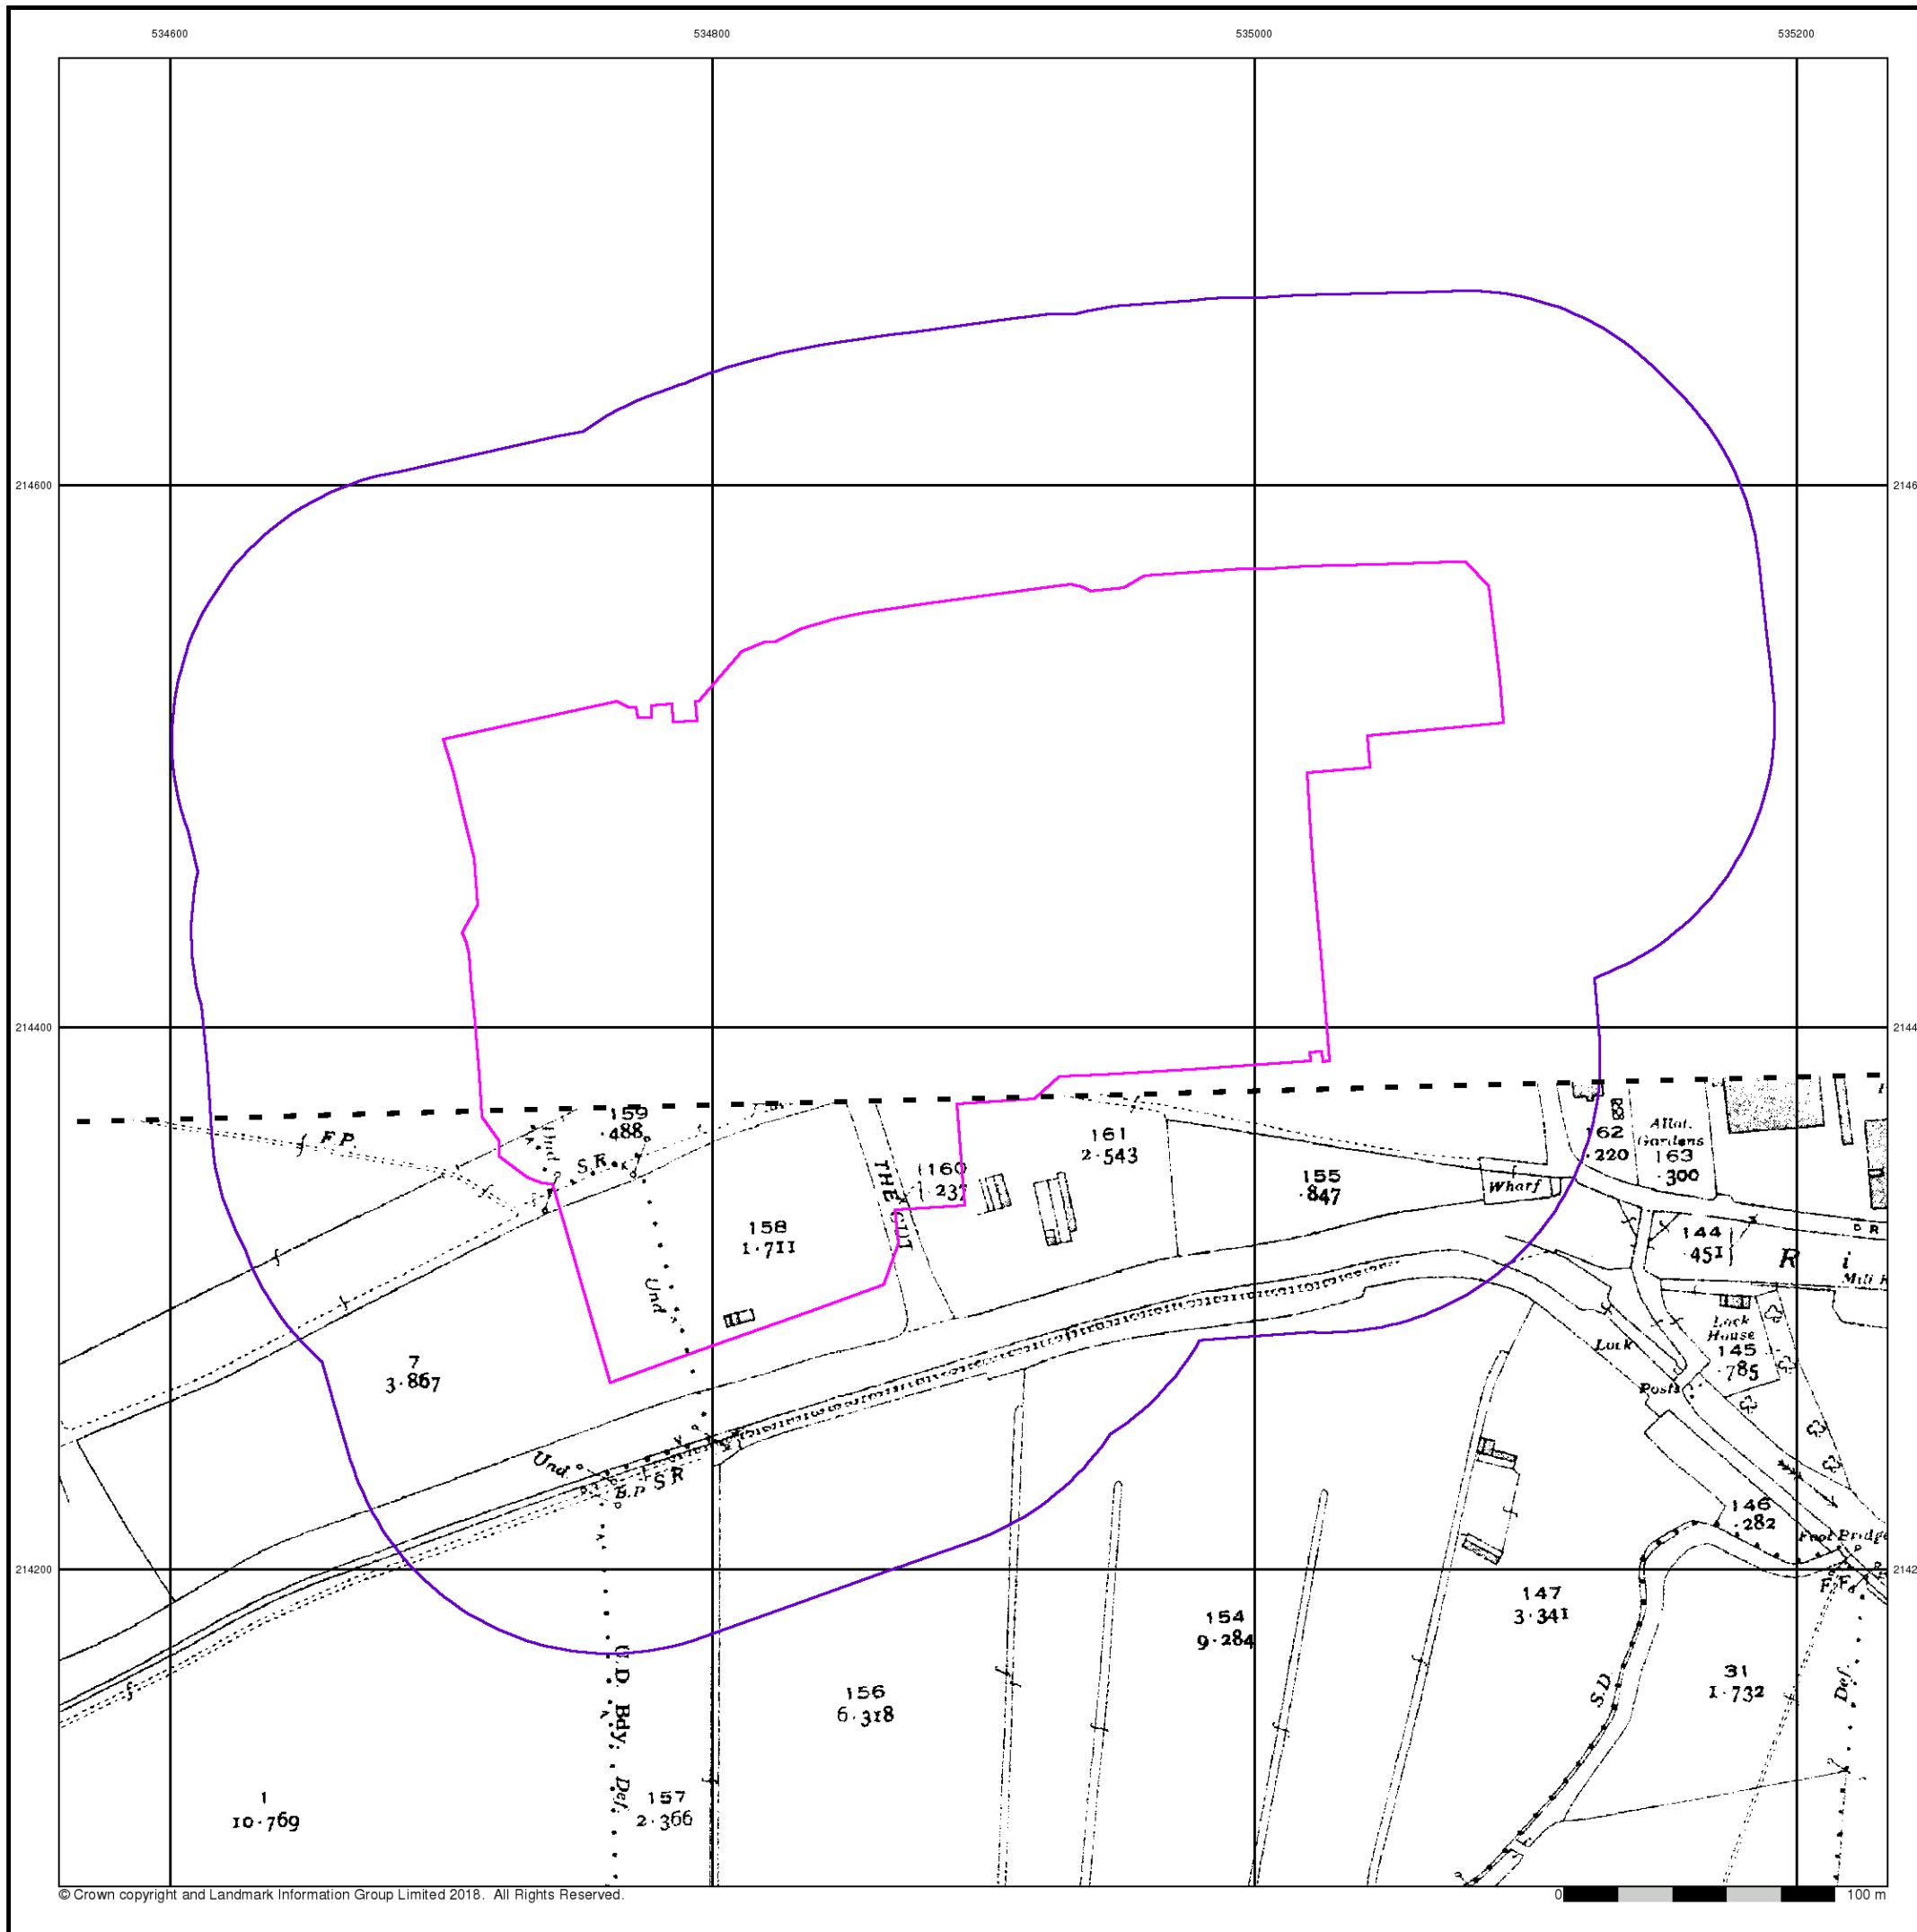 534600
534800
535000
535200
214600
2146
214400
2144
159
.488
F.P.
Und
S.R.
160
.237
161
2.543
THE CUT
158
1.711
155
.847
Wharf
162
.220
Allot.
Gardens
163
.300
144
.451
R i
Mill R
Lock
House
145
.785
Lock
Posts
7
3.867
Und
Und.
B.P.
S R
146
.282
Foot Bridge
214200
2142
154
9.284
147
3.341
U.D. Bdy.
Def.
156
6.318
S.D.
31
1.732
Def.
1
10.769
157
2.366
© Crown copyright and Landmark Information Group Limited 2018. All Rights Reserved.
0
100 m